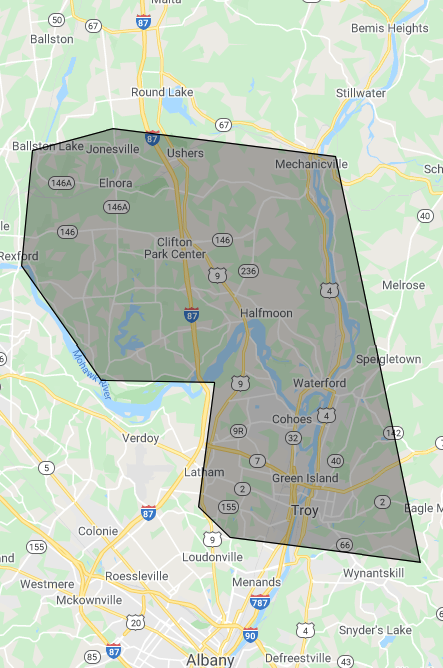 Malta
50
67
87
Bemis Heights
Ballston
Round Lake
Stillwater
67
87
Ballston Lake
Jonesville
Ushers
Mechanicville
146A
Elnora
146A
40
146
146
Clifton
Park Center
Rexford
9
236
Melrose
4
87
Halfmoon
Speigletown
Mohawk River
9
Waterford
4
Cohoes
9R
32
142
Verdoy
7
40
5
Latham
Green Island
2
2
155
Troy
87
Eagle M
Colonie
9
155
66
Loudonville
Wynantskill
Roessleville
Westmere
Menands
Mckownville
787
20
90
4
Snyder's Lake
87
85
Albany
Defreestville
43